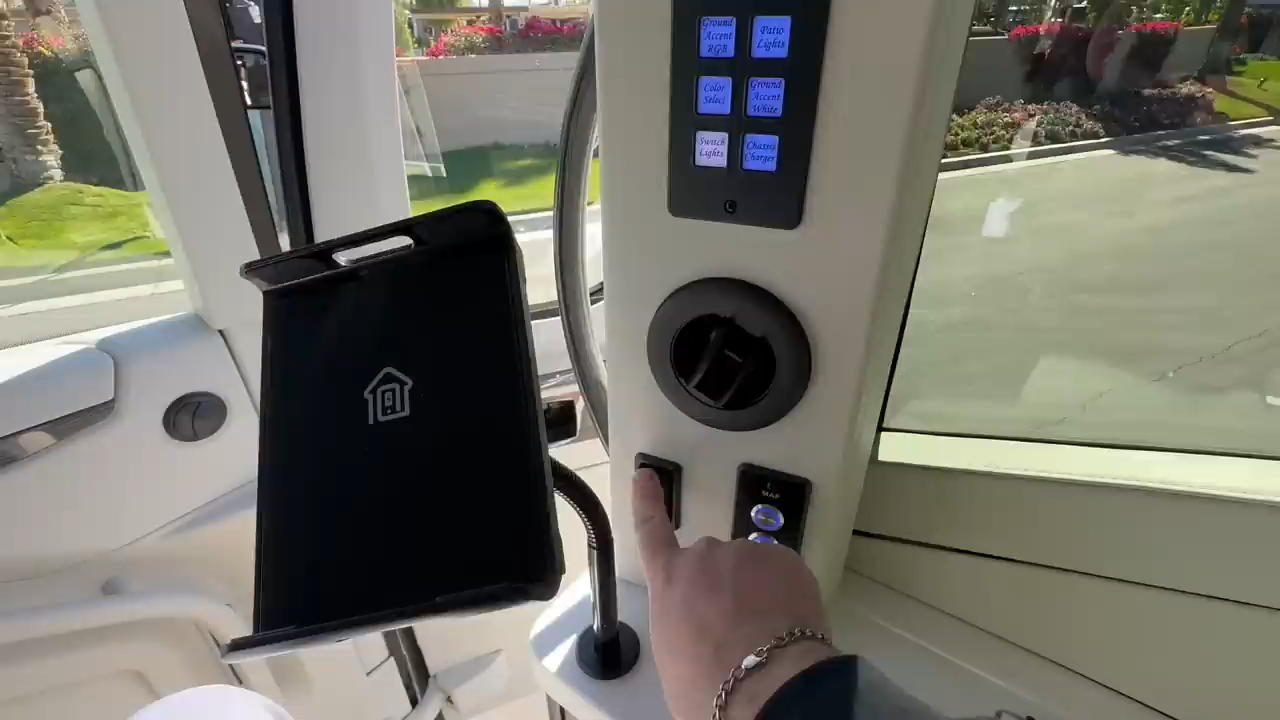 Ground
Accent
RGB
Patio
Lights
Color
Select
Ground
Accent
White
Switch
Lights
Chassis
Charger
MAP